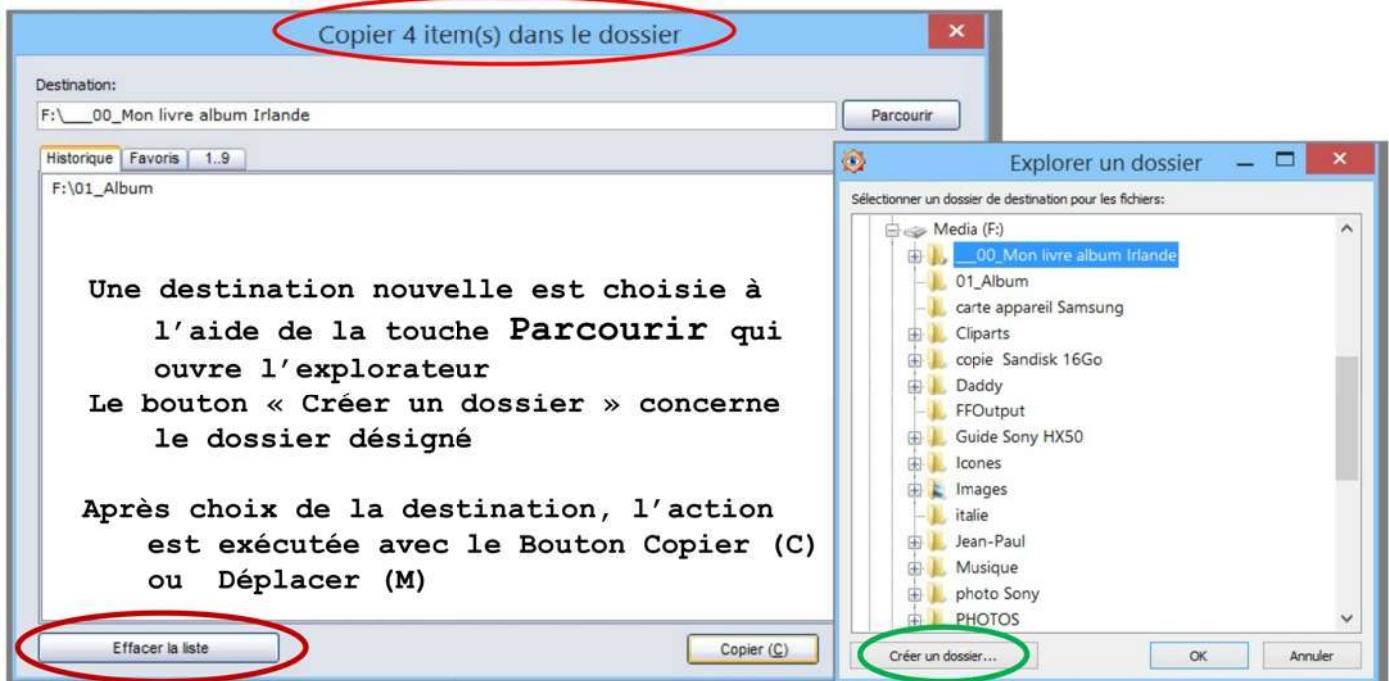 Copier 4 item(s) dans le dossier
Destination:
F:\___00_Mon livre album Irlande
Parcourir
Historique Favoris 1..9
F:\01_Album
Une destination nouvelle est choisie à
l’aide de la touche Parcourir qui
ouvre l’explorateur
Le bouton « Créer un dossier » concerne
le dossier désigné
Après choix de la destination, l’action
est exécutée avec le Bouton Copier (C)
ou Déplacer (M)
Effacer la liste
Copier (C)
Explorer un dossier
Sélectionner un dossier de destination pour les fichiers:
Media (F:)
___00_Mon livre album Irlande
01_Album
carte appareil Samsung
Cliparts
copie Sandisk 16Go
Daddy
FFOutput
Guide Sony HX50
Icones
Images
italie
Jean-Paul
Musique
photo Sony
PHOTOS
Créer un dossier...
OK
Annuler